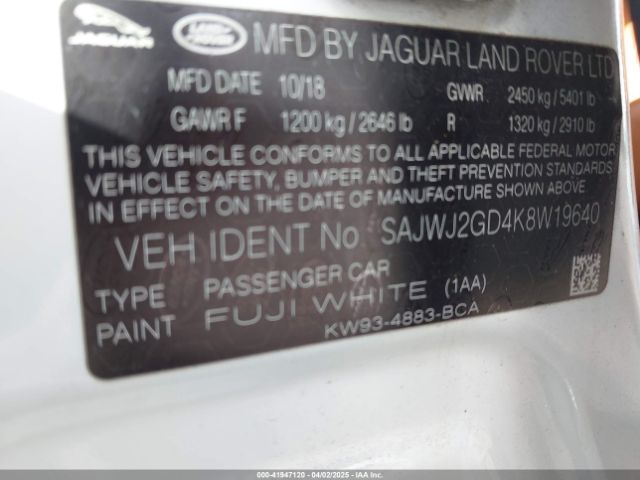 JAGUAR LAND ROVER MFD BY JAGUAR LAND ROVER LTD
MFD DATE 10/18 GVWR 2450 kg / 5401 lb
GAWR F 1200 kg / 2646 lb R 1320 kg / 2910 lb
THIS VEHICLE CONFORMS TO ALL APPLICABLE FEDERAL MOTOR
VEHICLE SAFETY, BUMPER AND THEFT PREVENTION STANDARDS
IN EFFECT ON THE DATE OF MANUFACTURE SHOWN ABOVE
VEH IDENT No SAJWJ2GD4K8W19640
TYPE PASSENGER CAR
PAINT FUJI WHITE (1AA)
KW93-4883-BCA
000-41947120 04/02/2025